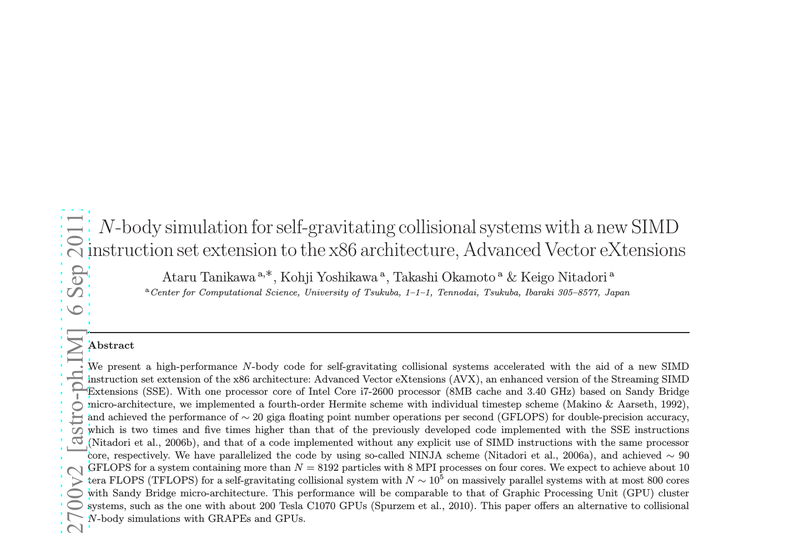 N-body simulation for self-gravitating collisional systems with a new SIMD
instruction set extension to the x86 architecture, Advanced Vector eXtensions
Ataru Tanikawa a,*, Kohji Yoshikawa a, Takashi Okamoto a & Keigo Nitadori a
a Center for Computational Science, University of Tsukuba, 1–1–1, Tennodai, Tsukuba, Ibaraki 305–8577, Japan
Abstract
We present a high-performance N-body code for self-gravitating collisional systems accelerated with the aid of a new SIMD
instruction set extension of the x86 architecture: Advanced Vector eXtensions (AVX), an enhanced version of the Streaming SIMD
Extensions (SSE). With one processor core of Intel Core i7-2600 processor (8MB cache and 3.40 GHz) based on Sandy Bridge
micro-architecture, we implemented a fourth-order Hermite scheme with individual timestep scheme (Makino & Aarseth, 1992),
and achieved the performance of ∼ 20 giga floating point number operations per second (GFLOPS) for double-precision accuracy,
which is two times and five times higher than that of the previously developed code implemented with the SSE instructions
(Nitadori et al., 2006b), and that of a code implemented without any explicit use of SIMD instructions with the same processor
core, respectively. We have parallelized the code by using so-called NINJA scheme (Nitadori et al., 2006a), and achieved ∼ 90
GFLOPS for a system containing more than N = 8192 particles with 8 MPI processes on four cores. We expect to achieve about 10
tera FLOPS (TFLOPS) for a self-gravitating collisional system with N ∼ 10⁵ on massively parallel systems with at most 800 cores
with Sandy Bridge micro-architecture. This performance will be comparable to that of Graphic Processing Unit (GPU) cluster
systems, such as the one with about 200 Tesla C1070 GPUs (Spurzem et al., 2010). This paper offers an alternative to collisional
N-body simulations with GRAPEs and GPUs.
2700v2 [astro-ph.IM] 6 Sep 2011